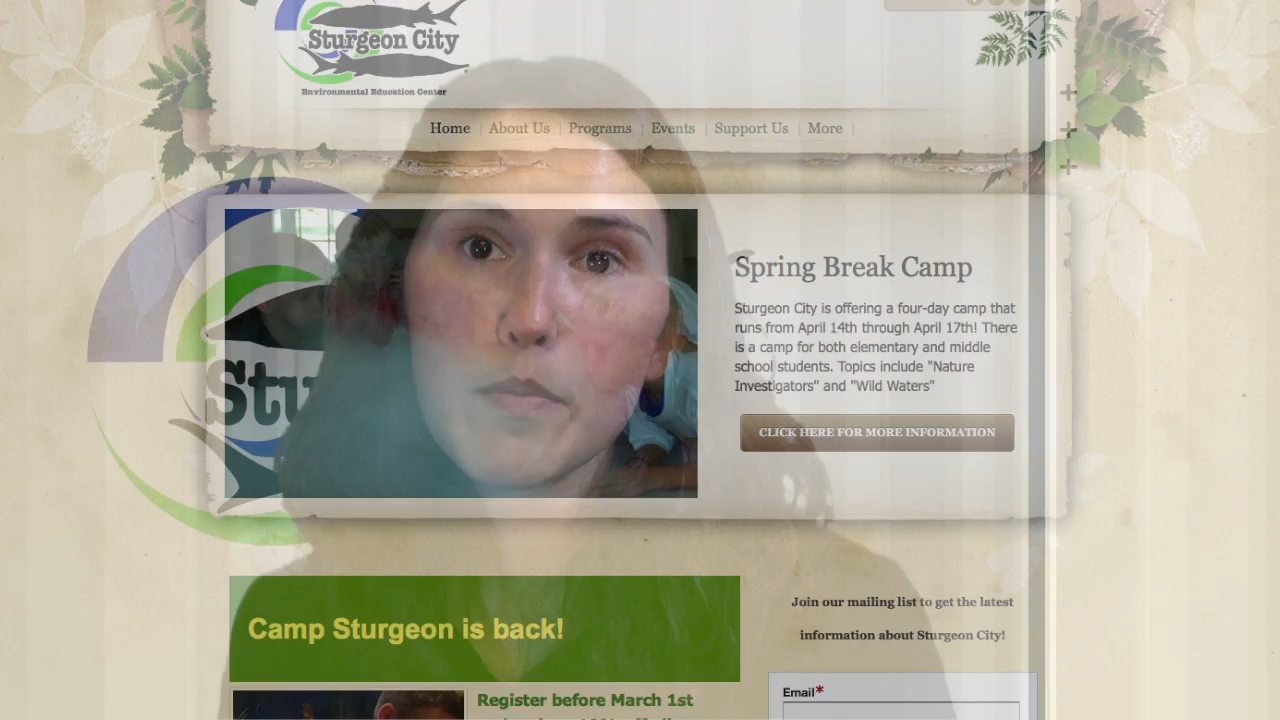 Sturgeon City
Environmental Education Center
Home | About Us | Programs | Events | Support Us | More |
Spring Break Camp
Sturgeon City is offering a four-day camp that
runs from April 14th through April 17th! There
is a camp for both elementary and middle
school students. Topics include "Nature
Investigators" and "Wild Waters"
CLICK HERE FOR MORE INFORMATION
Stu
Camp Sturgeon is back!
Join our mailing list to get the latest
information about Sturgeon City!
Register before March 1st
Email*